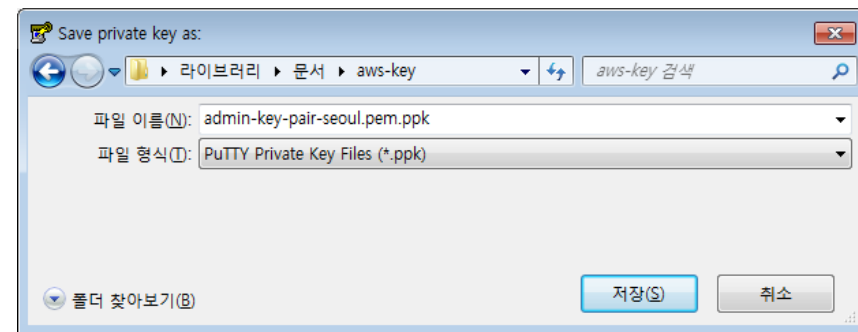 Save private key as:
라이브러리 ▶ 문서 ▶ aws-key
aws-key 검색
파일 이름(N): admin-key-pair-seoul.pem.ppk
파일 형식(T): PuTTY Private Key Files (*.ppk)
폴더 찾아보기(B)
저장(S)
취소